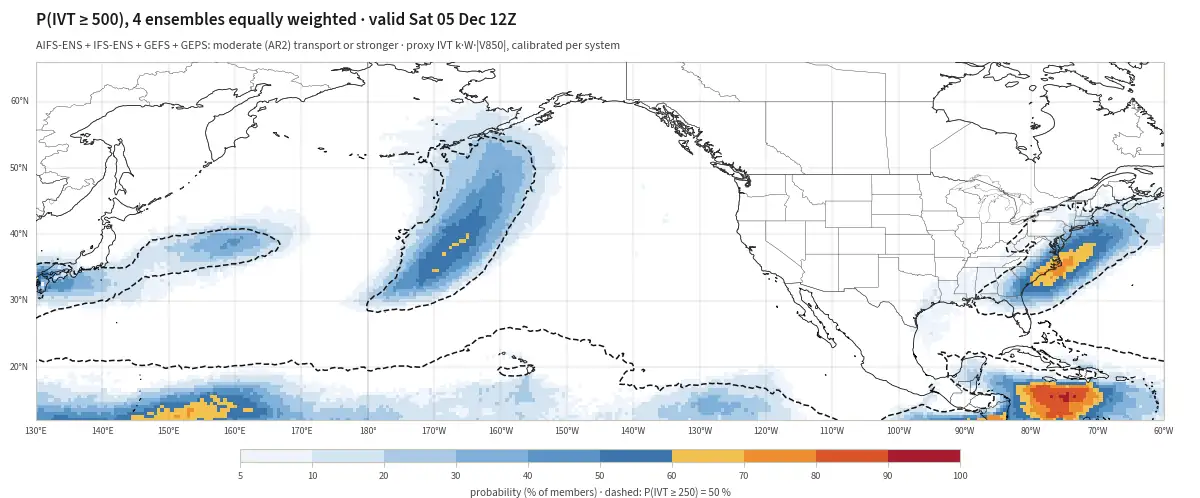 P(IVT ≥ 500), 4 ensembles equally weighted · valid Sat 05 Dec 12Z
AIFS-ENS + IFS-ENS + GEFS + GEPS: moderate (AR2) transport or stronger · proxy IVT k·W·|V850|, calibrated per system
60°N
50°N
40°N
30°N
20°N
130°E 140°E 150°E 160°E 170°E 180° 170°W 160°W 150°W 140°W 130°W 120°W 110°W 100°W 90°W 80°W 70°W 60°W
5 10 20 30 40 50 60 70 80 90 100
probability (% of members) · dashed: P(IVT ≥ 250) = 50 %